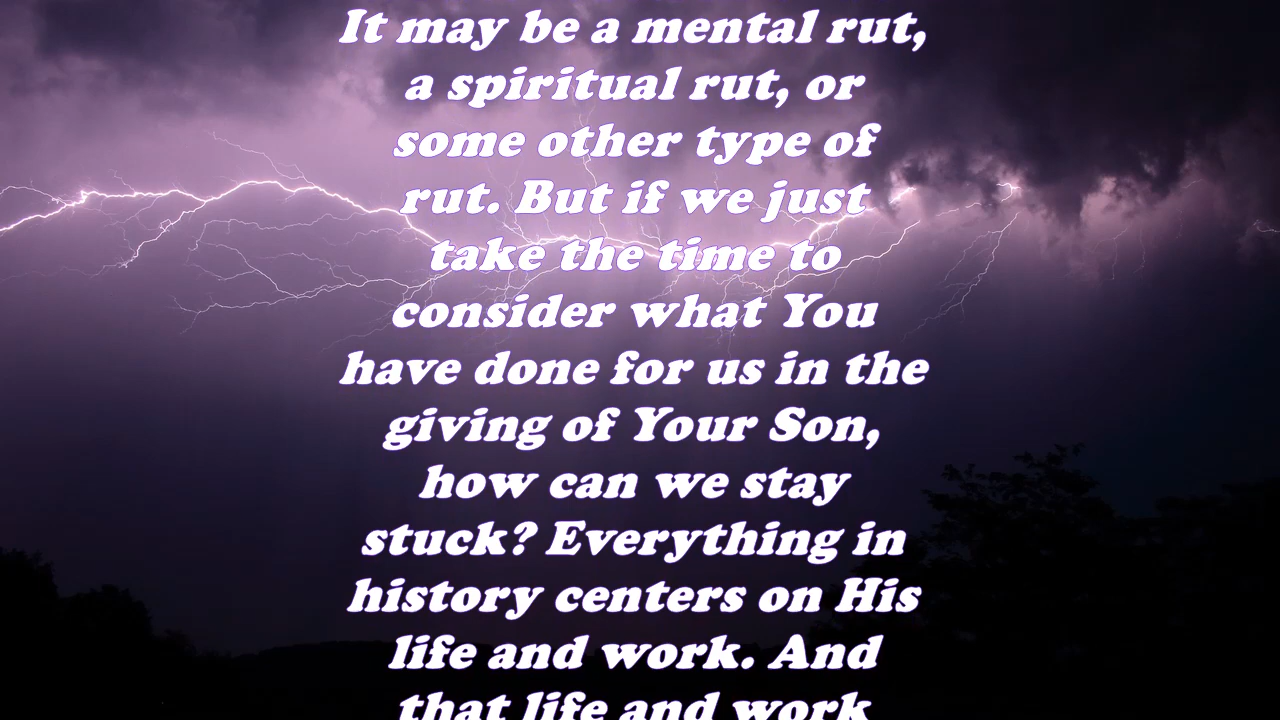 It may be a mental rut,
a spiritual rut, or
some other type of
rut. But if we just
take the time to
consider what You
have done for us in the
giving of Your Son,
how can we stay
stuck? Everything in
history centers on His
life and work. And
that life and work